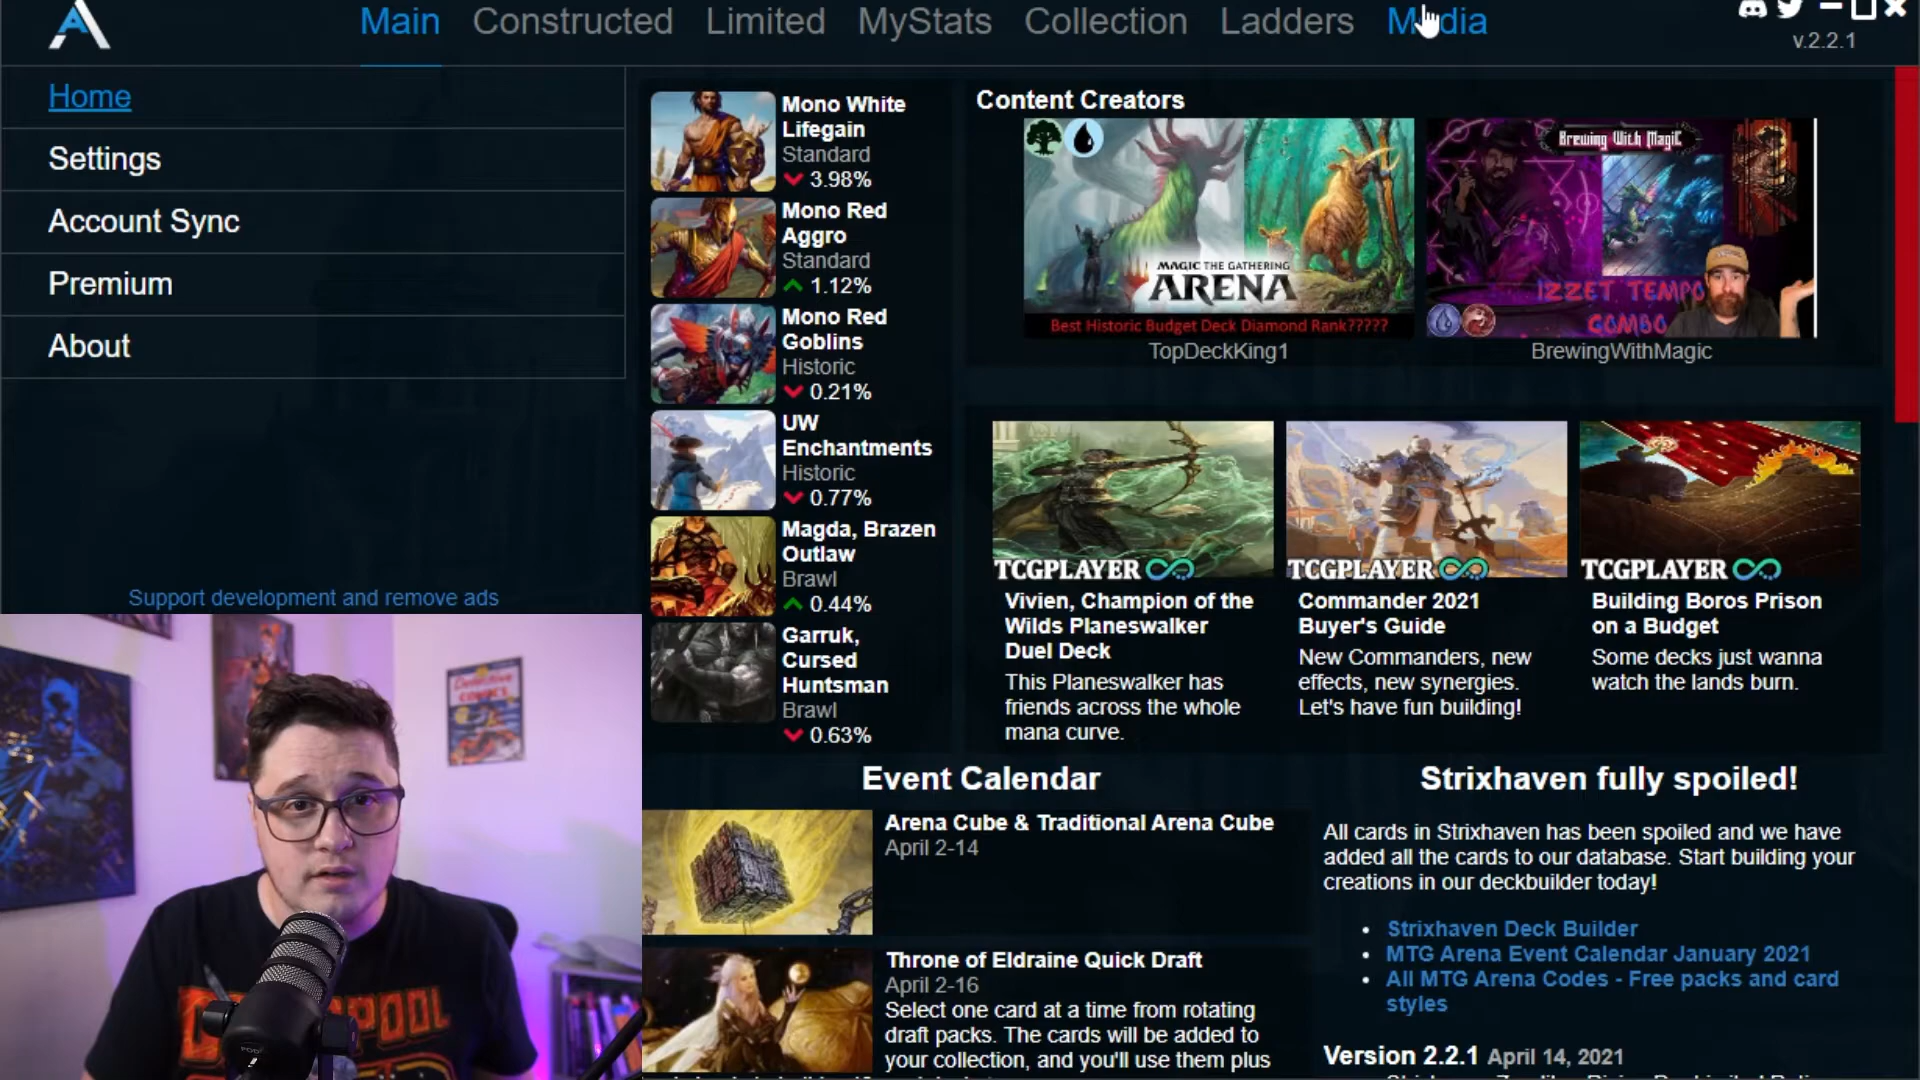 Main Constructed Limited MyStats Collection Ladders Media
v.2.2.1
Home
Settings
Account Sync
Premium
About
Support development and remove ads
Mono White
Lifegain
Standard
3.98%
Mono Red
Aggro
Standard
1.12%
Mono Red
Goblins
Historic
0.21%
UW
Enchantments
Historic
0.77%
Magda, Brazen
Outlaw
Brawl
0.44%
Garruk,
Cursed
Huntsman
Brawl
0.63%
Content Creators
MAGIC THE GATHERING
ARENA
Best Historic Budget Deck Diamond Rank?????
TopDeckKing1
Brewing With Magic
IZZET TEMPO
COMBO
BrewingWithMagic
TCGPLAYER
Vivien, Champion of the
Wilds Planeswalker
Duel Deck
This Planeswalker has
friends across the whole
mana curve.
TCGPLAYER
Commander 2021
Buyer's Guide
New Commanders, new
effects, new synergies.
Let's have fun building!
TCGPLAYER
Building Boros Prison
on a Budget
Some decks just wanna
watch the lands burn.
Event Calendar
Arena Cube & Traditional Arena Cube
April 2-14
Throne of Eldraine Quick Draft
April 2-16
Select one card at a time from rotating
draft packs. The cards will be added to
your collection, and you'll use them plus
Strixhaven fully spoiled!
All cards in Strixhaven has been spoiled and we have
added all the cards to our database. Start building your
creations in our deckbuilder today!
• Strixhaven Deck Builder
• MTG Arena Event Calendar January 2021
• All MTG Arena Codes - Free packs and card
styles
Version 2.2.1 April 14, 2021